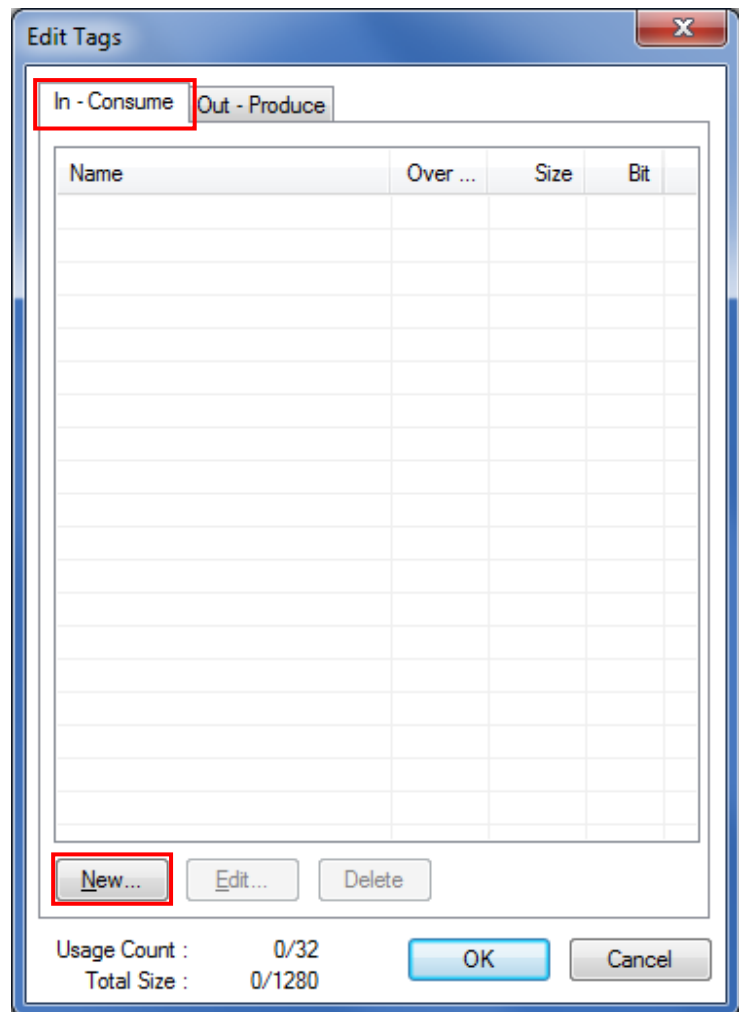 Edit Tags
In - Consume Out - Produce
Name Over ... Size Bit
New... Edit... Delete
Usage Count : 0/32
Total Size : 0/1280
OK Cancel